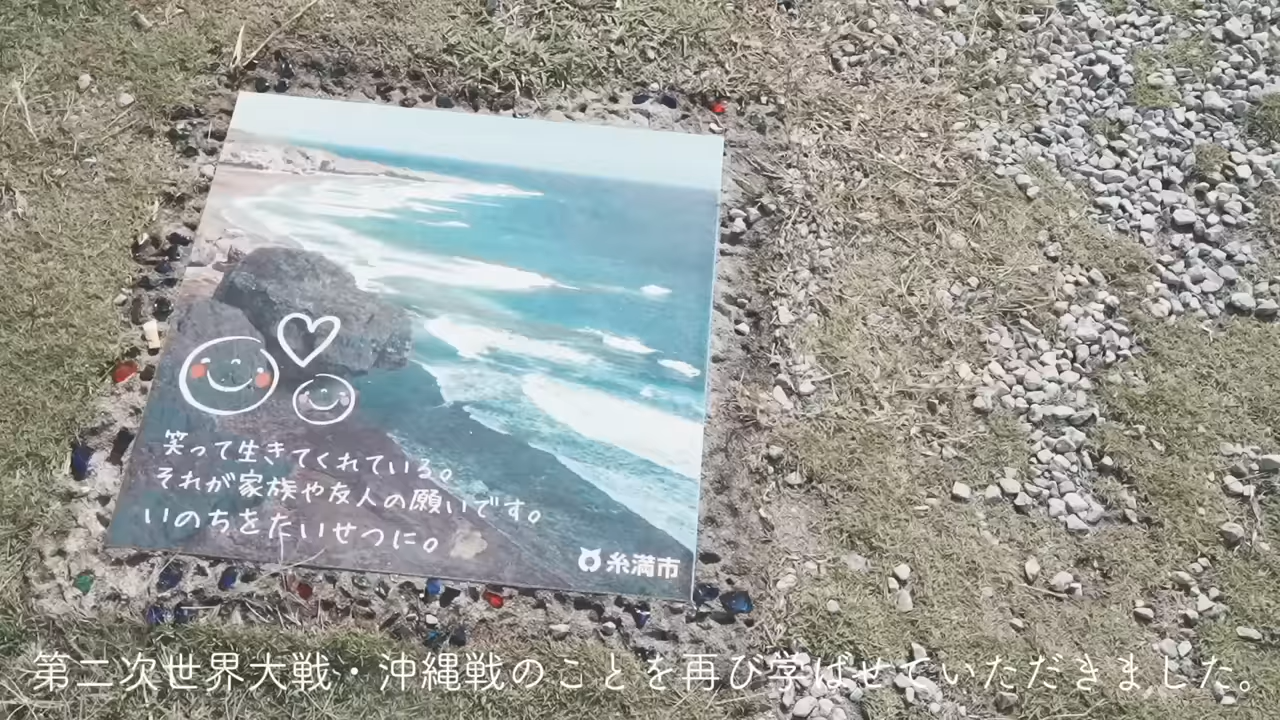 笑って生きてくれている。
それが家族や友人の願いです。
いのちをたいせつに。
糸満市
第二次世界大戦・沖縄戦のことを再び学ばせていただきました。